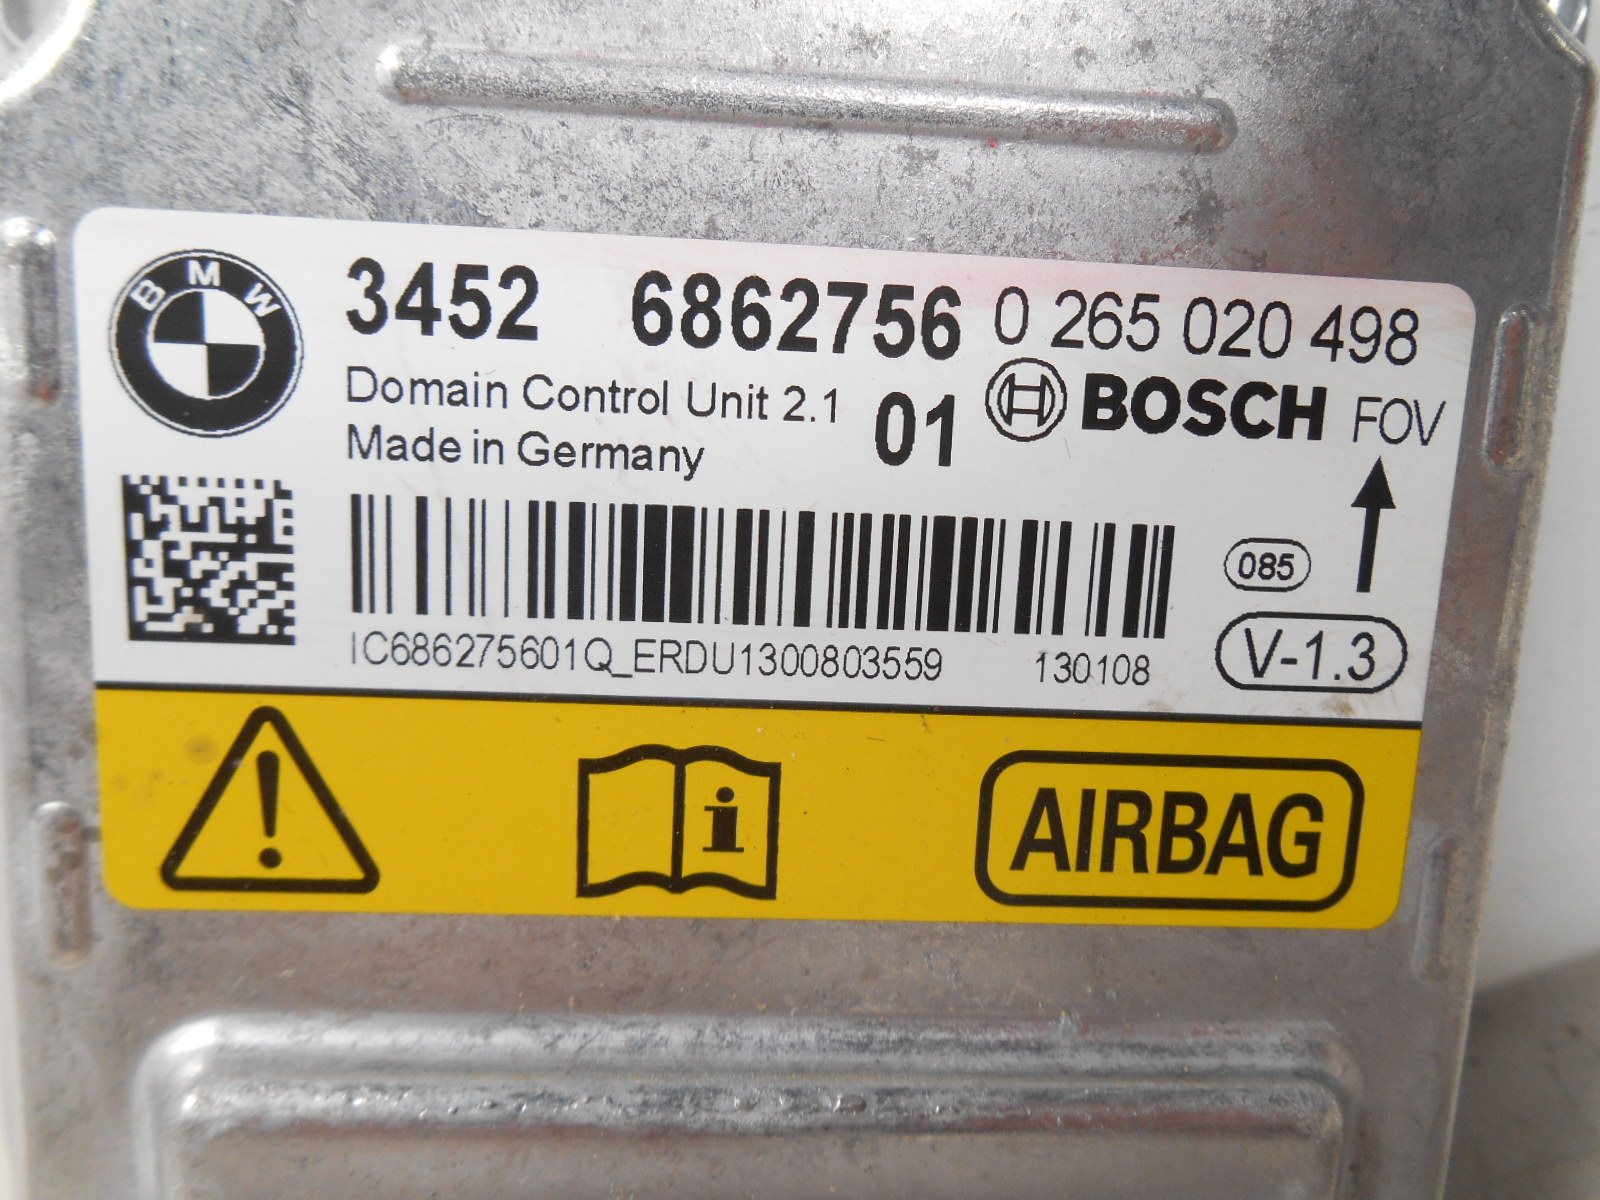 BMW
3452 6862756 0 265 020 498
Domain Control Unit 2.1 01 BOSCH FOV
Made in Germany
085
IC686275601Q_ERDU1300803559 130108 V-1.3
i
AIRBAG